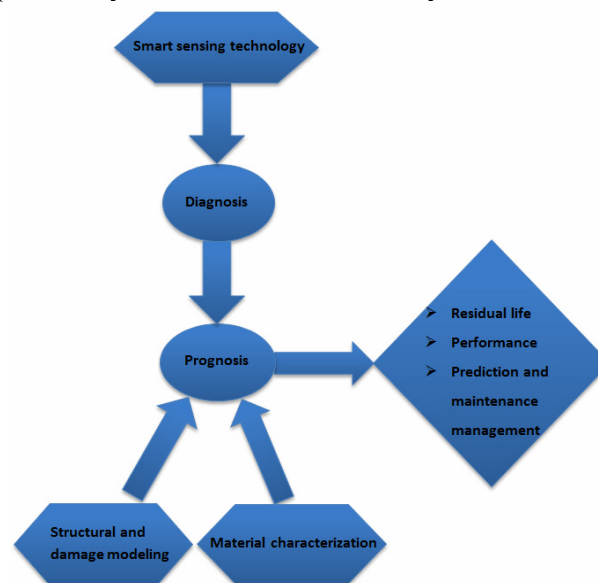 Smart sensing technology
Diagnosis
Prognosis
➢ Residual life
➢ Performance
➢ Prediction and
maintenance
management
Structural and
damage modeling
Material characterization